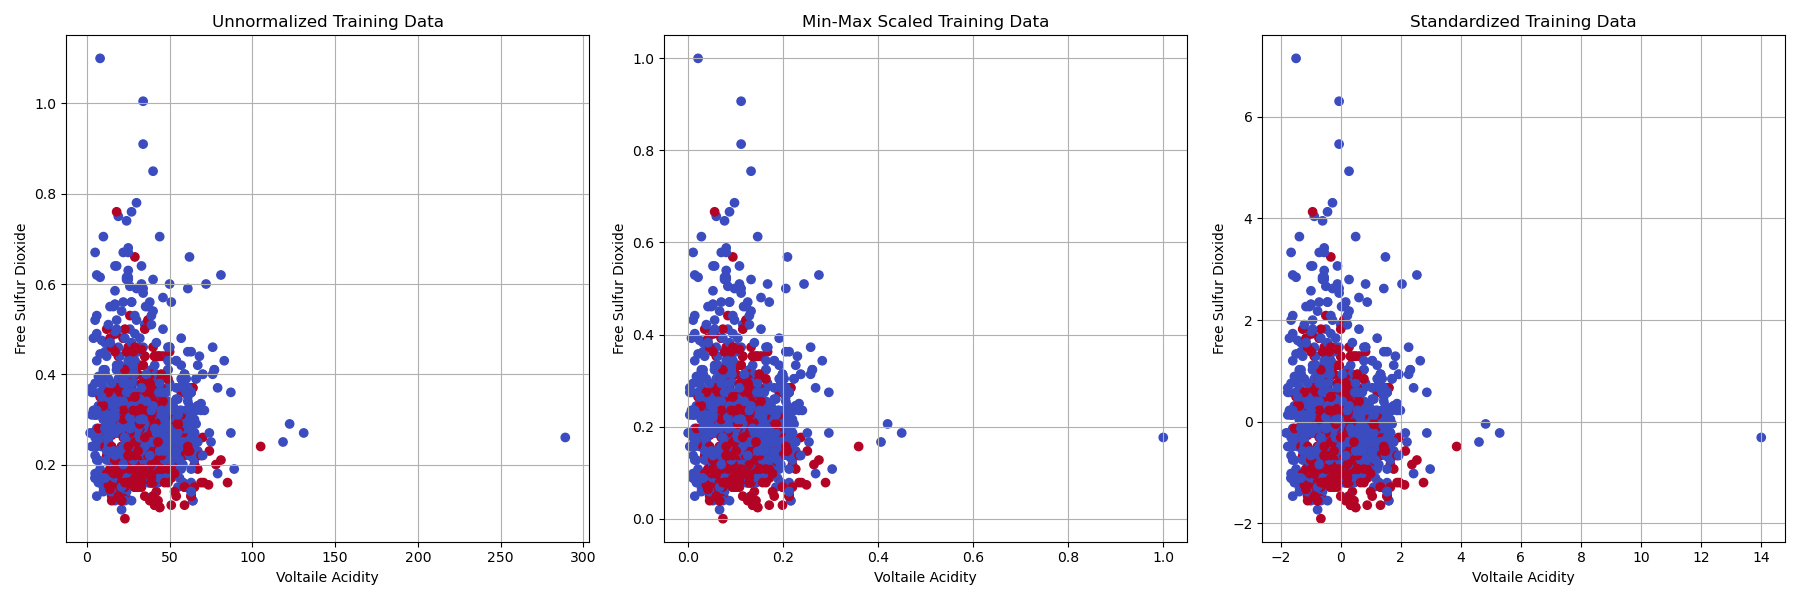 Unnormalized Training Data
Free Sulfur Dioxide
1.0
0.8
0.6
0.4
0.2
0 50 100 150 200 250 300
Voltaile Acidity
Min-Max Scaled Training Data
Free Sulfur Dioxide
1.0
0.8
0.6
0.4
0.2
0.0
0.0 0.2 0.4 0.6 0.8 1.0
Voltaile Acidity
Standardized Training Data
Free Sulfur Dioxide
6
4
2
0
−2
−2 0 2 4 6 8 10 12 14
Voltaile Acidity